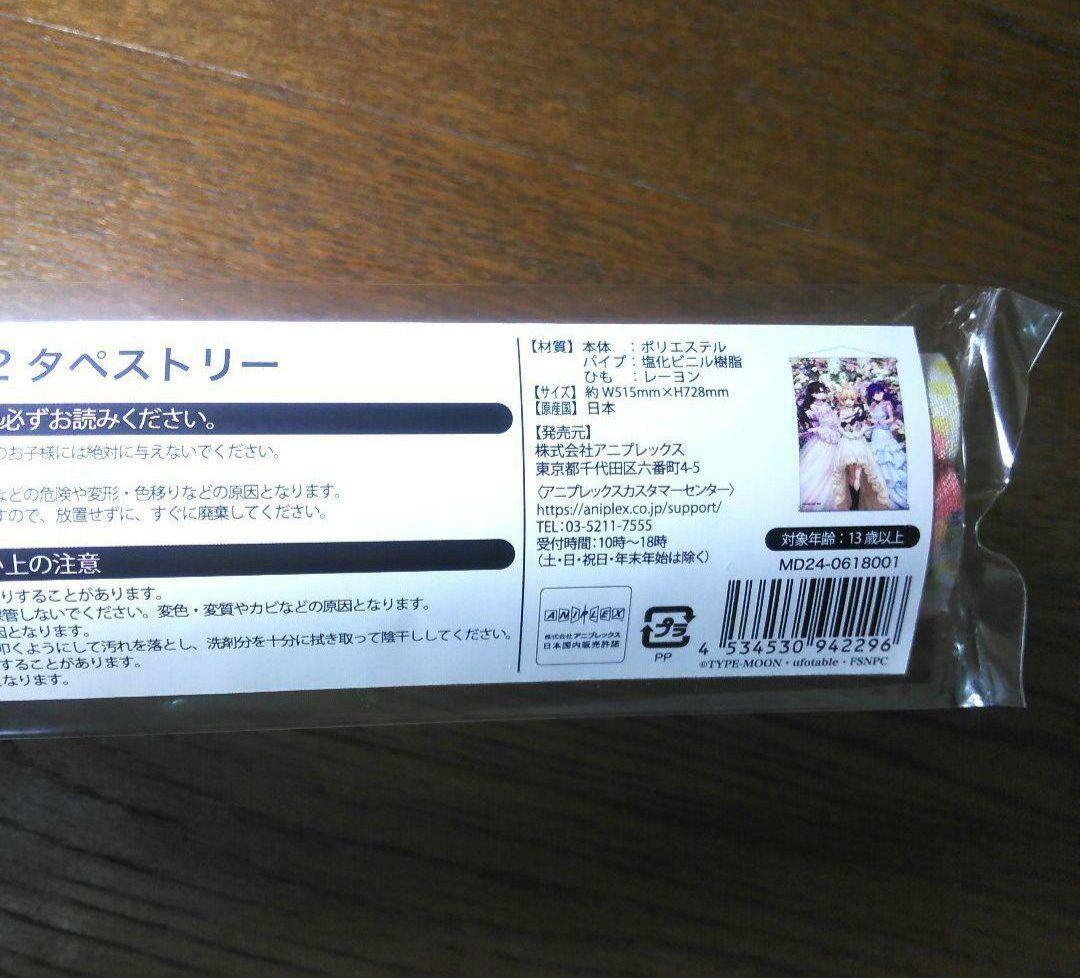 2 タペストリー
必ずお読みください。
のお子様には絶対に与えないでください。
などの危険や変形・色移りなどの原因となります。
すので、放置せずに、すぐに廃棄してください。
上の注意
りすることがあります。
管しないでください。変色・変質やカビなどの原因となります。
因となります。
叩くようにして汚れを落とし、洗剤分を十分に拭き取って陰干ししてください。
することがあります。
となります。
【材質】本体 :ポリエステル
パイプ:塩化ビニル樹脂
ひも :レーヨン
【サイズ】約 W515mm×H728mm
【原産国】日本
【発売元】
株式会社アニプレックス
東京都千代田区六番町4-5
〈アニプレックスカスタマーセンター〉
https://aniplex.co.jp/support/
TEL:03-5211-7555
受付時間:10時～18時
(土・日・祝日・年末年始は除く)
ANIPLEX
株式会社アニプレックス
日本国内販売許諾
プラ
PP
対象年齢:13歳以上
MD24-0618001
4 534530 942296
©TYPE-MOON・ufotable・FSNPC